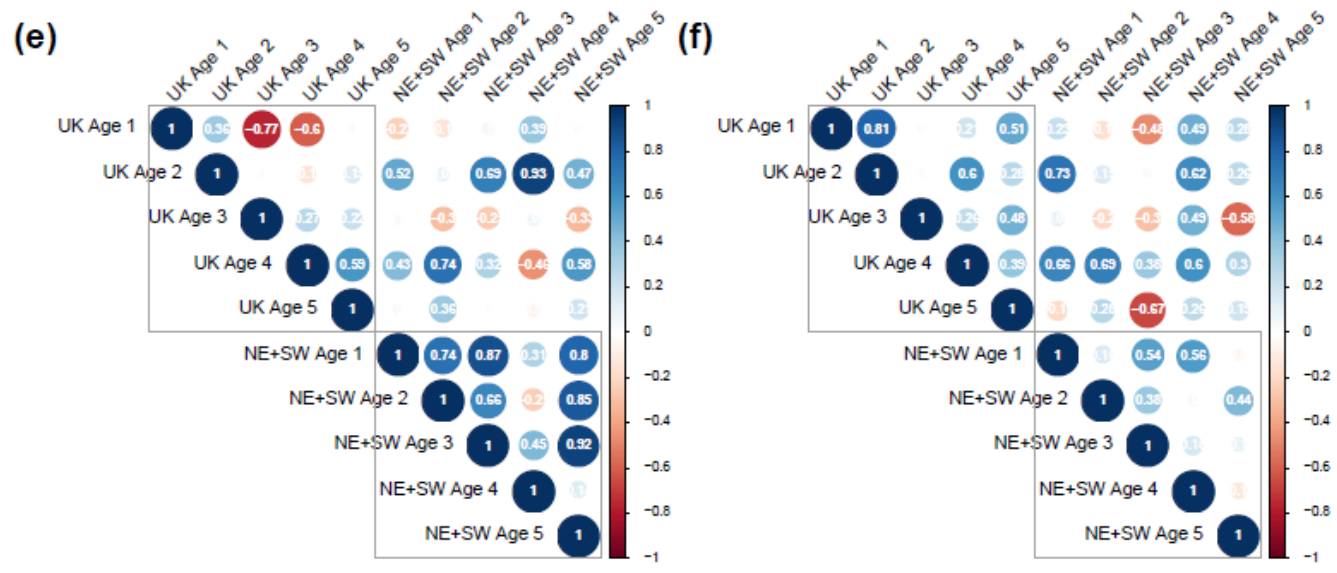 (e)
UK Age 1
UK Age 2
UK Age 3
UK Age 4
UK Age 5
NE+SW Age 1
NE+SW Age 2
NE+SW Age 3
NE+SW Age 4
NE+SW Age 5
UK Age 1 1 0.36 −0.77 −0.6 0.39
UK Age 2 1 0.52 0.69 0.93 0.47
UK Age 3 1 0.27 0.22 −0.3 −0.33
UK Age 4 1 0.59 0.43 0.74 0.32 −0.46 0.58
UK Age 5 1 0.36
NE+SW Age 1 1 0.74 0.87 0.31 0.8
NE+SW Age 2 1 0.66 0.85
NE+SW Age 3 1 0.45 0.92
NE+SW Age 4 1
NE+SW Age 5 1
1
0.8
0.6
0.4
0.2
0
−0.2
−0.4
−0.6
−0.8
−1
(f)
UK Age 1
UK Age 2
UK Age 3
UK Age 4
UK Age 5
NE+SW Age 1
NE+SW Age 2
NE+SW Age 3
NE+SW Age 4
NE+SW Age 5
UK Age 1 1 0.81 0.51 −0.48 0.49 0.28
UK Age 2 1 0.6 0.28 0.73 0.62 0.26
UK Age 3 1 0.48 −0.3 0.49 −0.58
UK Age 4 1 0.39 0.66 0.69 0.38 0.6 0.3
UK Age 5 1 0.28 −0.67
NE+SW Age 1 1 0.54 0.56
NE+SW Age 2 1 0.38 0.44
NE+SW Age 3 1
NE+SW Age 4 1
NE+SW Age 5 1
1
0.8
0.6
0.4
0.2
0
−0.2
−0.4
−0.6
−0.8
−1